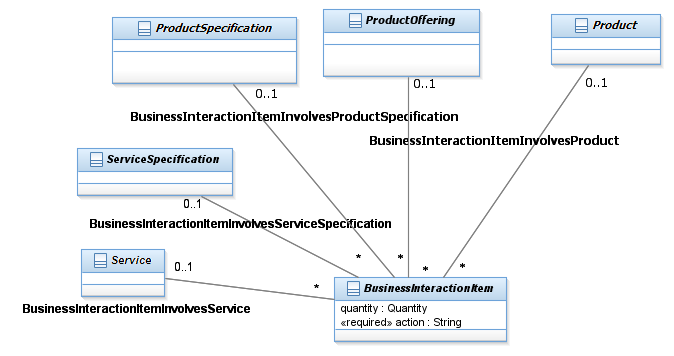 ProductSpecification
ProductOffering
Product
0..1
0..1
0..1
BusinessInteractionItemInvolvesProductSpecification
BusinessInteractionItemInvolvesProduct
ServiceSpecification
0..1
BusinessInteractionItemInvolvesServiceSpecification
Service
0..1
*
*
*
*
*
BusinessInteractionItem
BusinessInteractionItemInvolvesService
quantity : Quantity
«required» action : String